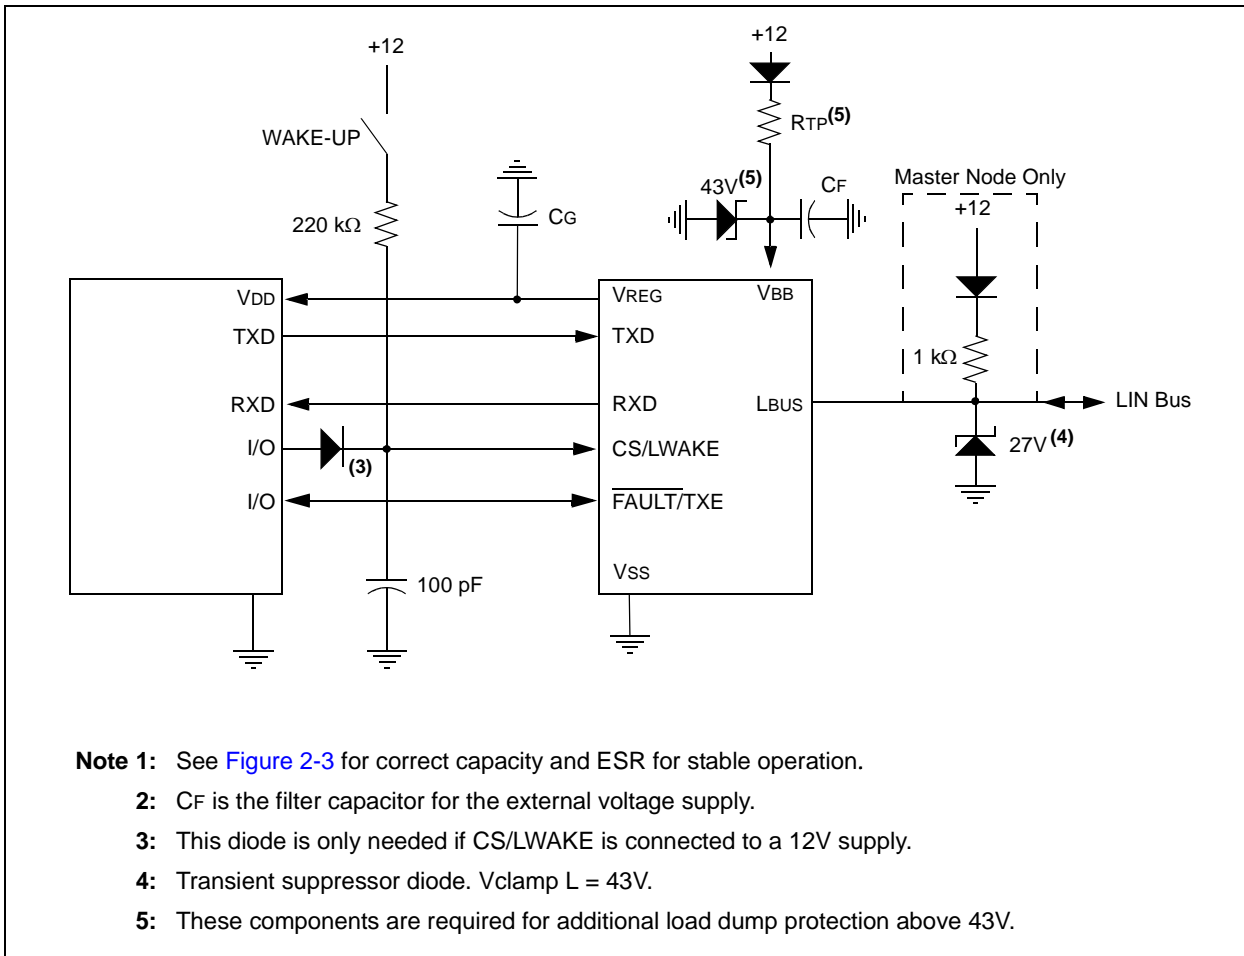 +12
+12
WAKE-UP
RTP(5)
43V(5)
CF
Master Node Only
+12
220 kΩ
CG
VDD
VREG
VBB
TXD
TXD
1 kΩ
RXD
RXD
LBUS
LIN Bus
I/O
(3)
CS/LWAKE
27V(4)
I/O
FAULT/TXE
VSS
100 pF
Note 1: See Figure 2-3 for correct capacity and ESR for stable operation.
2: CF is the filter capacitor for the external voltage supply.
3: This diode is only needed if CS/LWAKE is connected to a 12V supply.
4: Transient suppressor diode. Vclamp L = 43V.
5: These components are required for additional load dump protection above 43V.